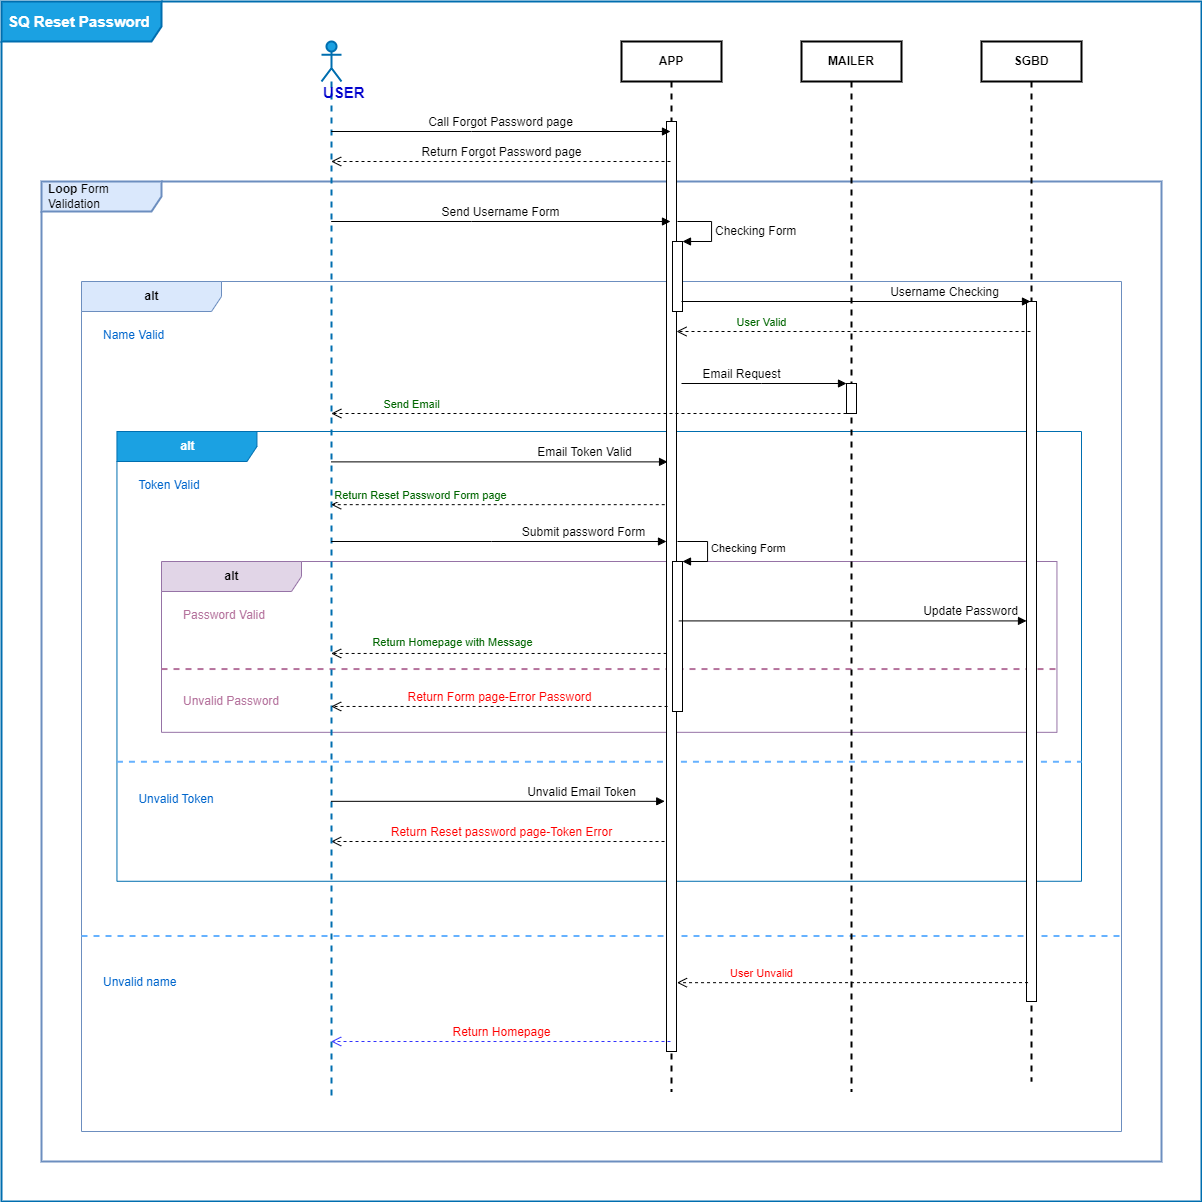 SQ Reset Password
USER
APP
MAILER
SGBD
Call Forgot Password page
Return Forgot Password page
Loop Form
Validation
Send Username Form
Checking Form
alt
Username Checking
User Valid
Name Valid
Email Request
Send Email
alt
Email Token Valid
Token Valid
Return Reset Password Form page
Submit password Form
Checking Form
alt
Password Valid
Update Password
Return Homepage with Message
Unvalid Password
Return Form page-Error Password
Unvalid Token
Unvalid Email Token
Return Reset password page-Token Error
User Unvalid
Unvalid name
Return Homepage